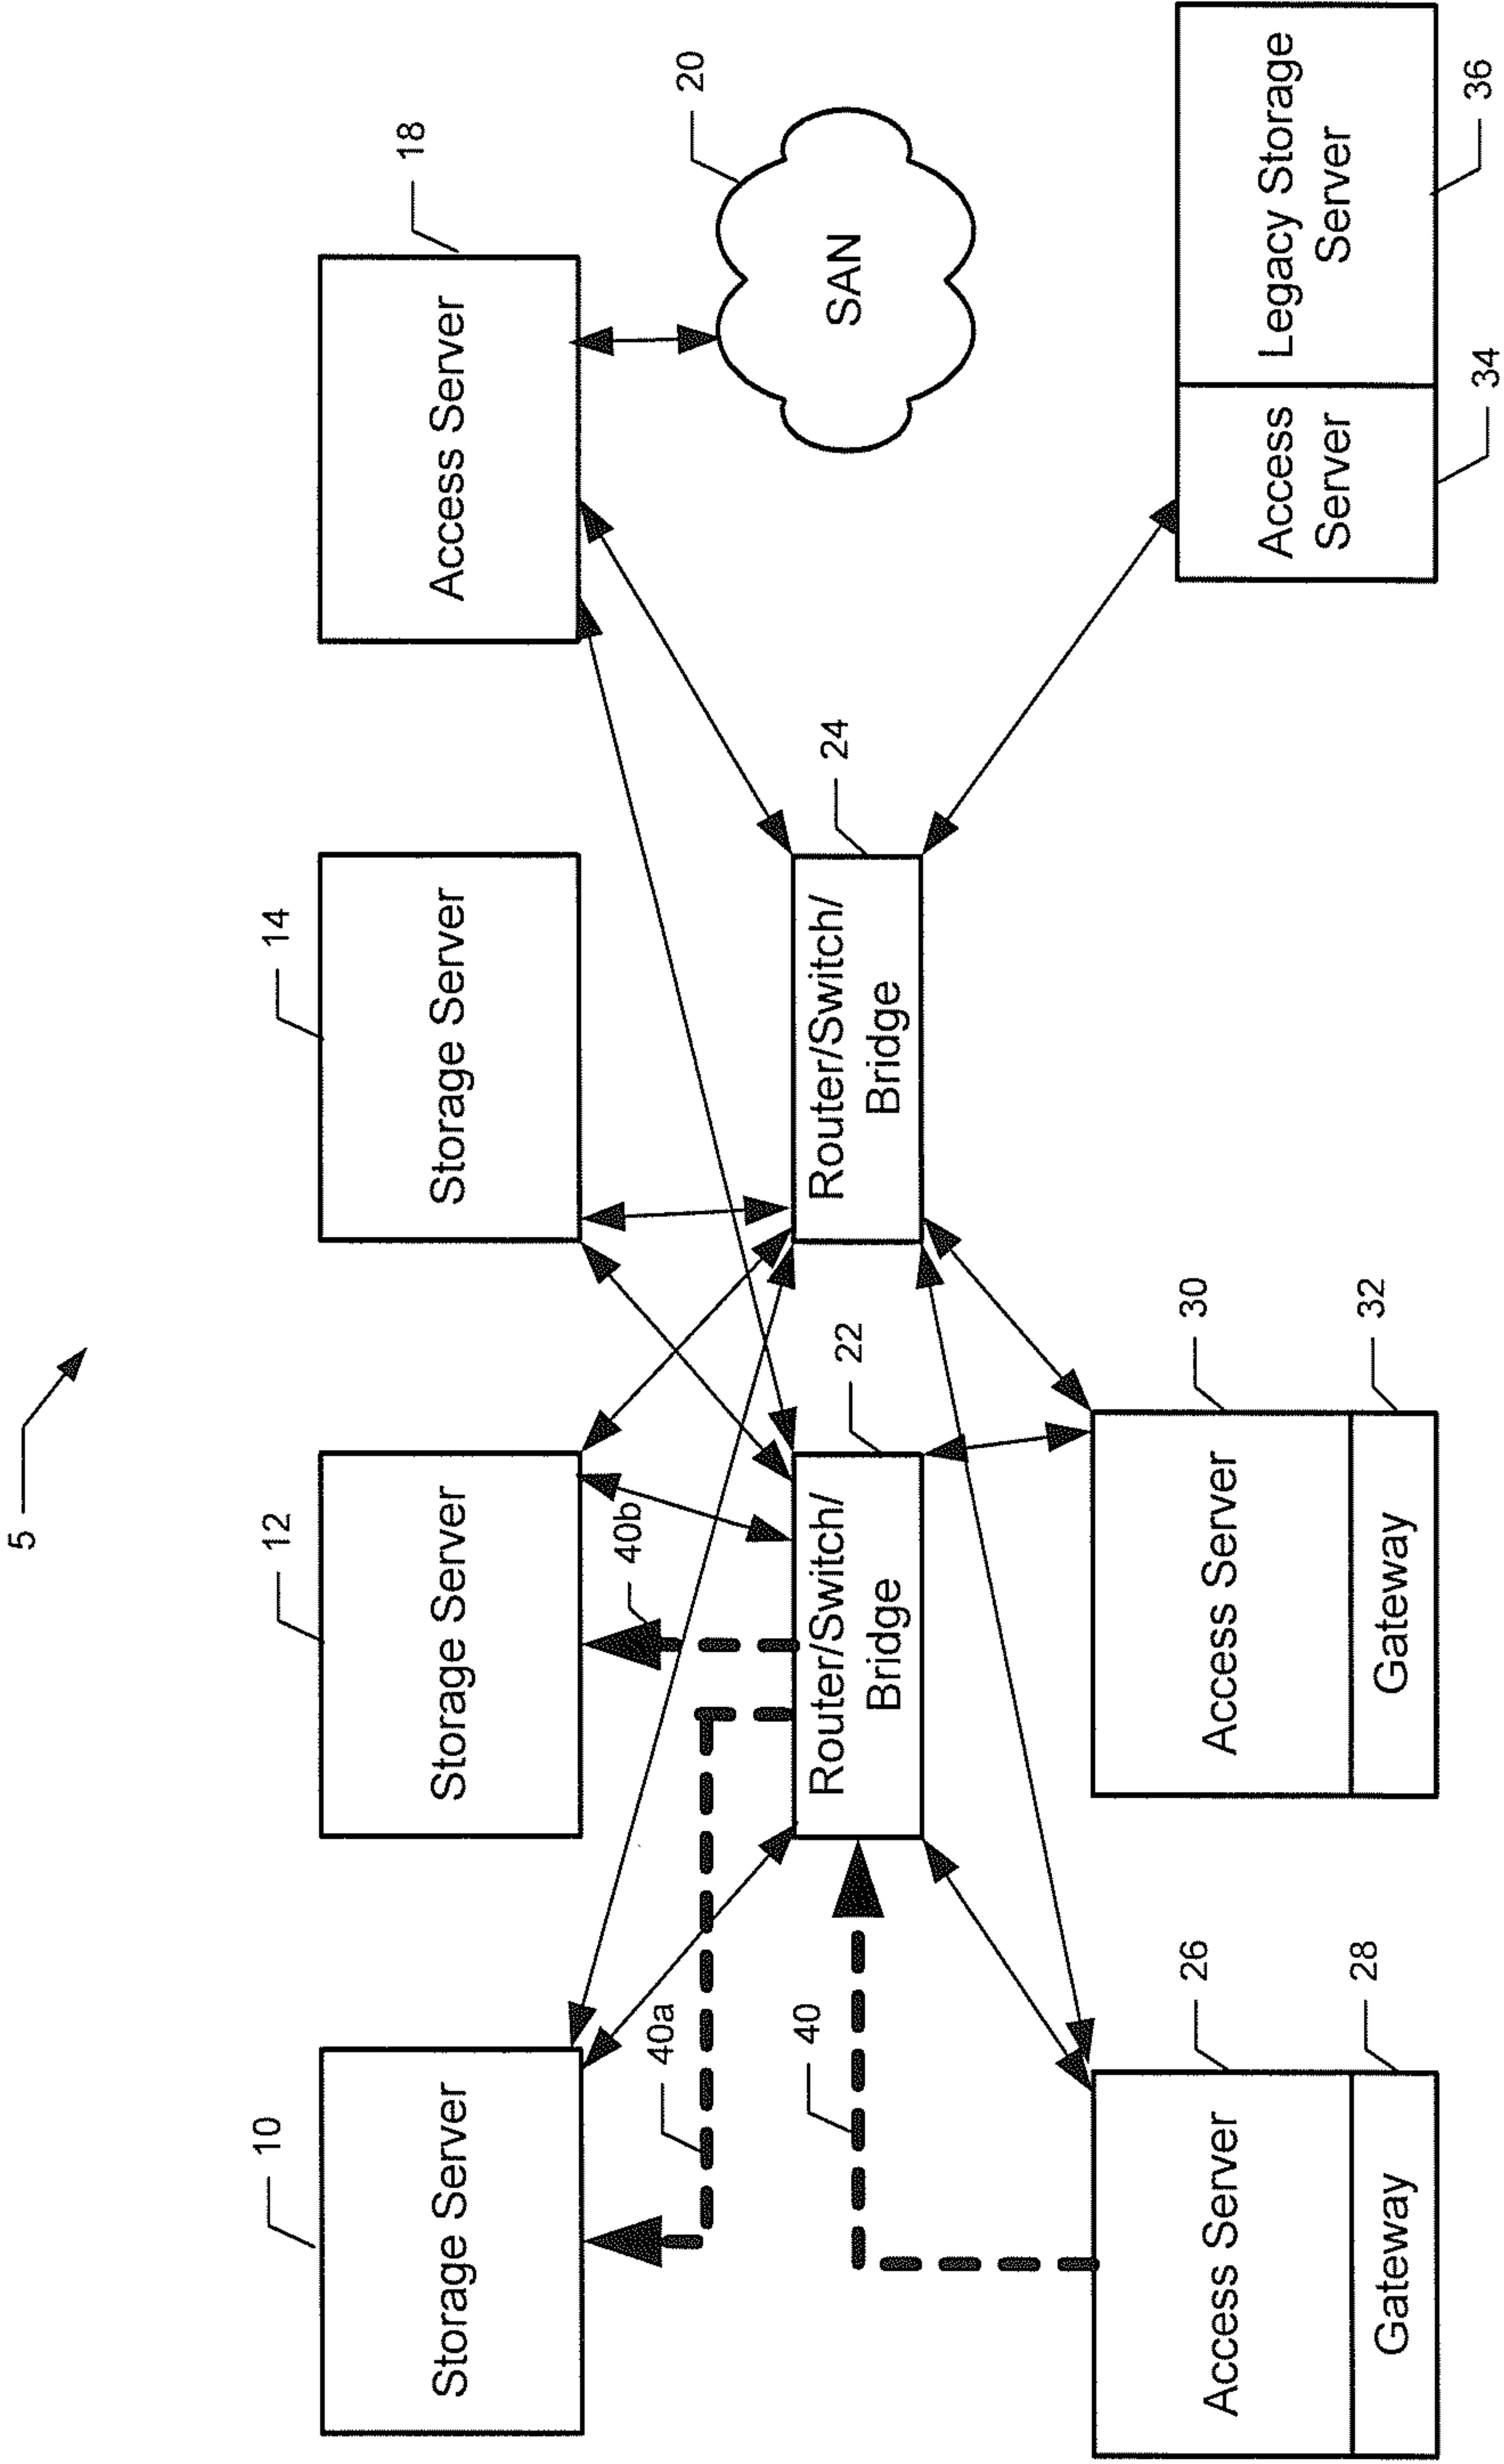 5
10
Storage Server
12
Storage Server
14
Storage Server
18
Access Server
40a
40b
20
SAN
40
22
Router/Switch/
Bridge
24
Router/Switch/
Bridge
26
Access Server
28
Gateway
30
Access Server
32
Gateway
Access
Server
34
Legacy Storage
Server
36